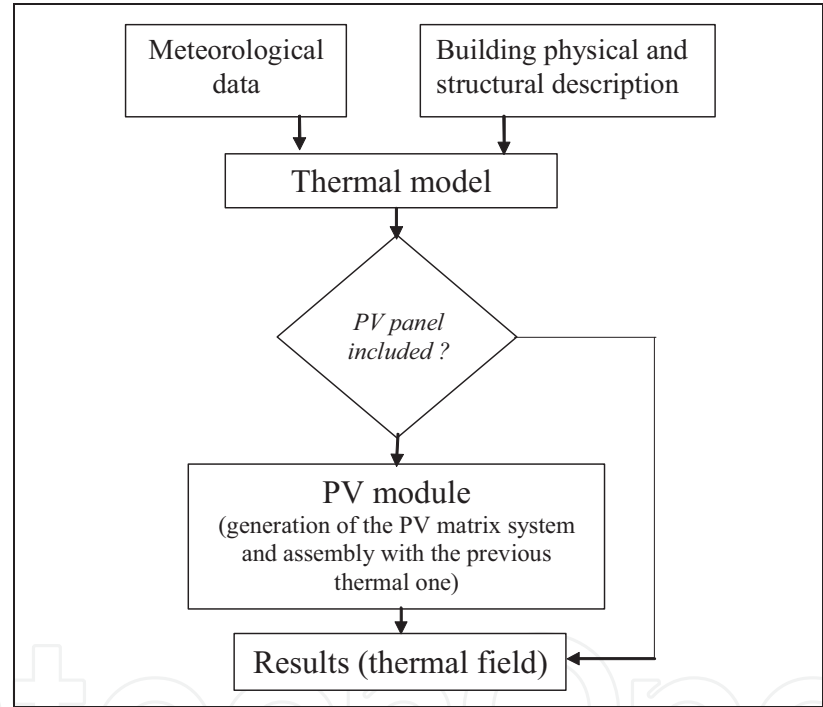 Meteorological
data
Building physical and
structural description
Thermal model
PV panel
included ?
PV module
(generation of the PV matrix system
and assembly with the previous
thermal one)
Results (thermal field)